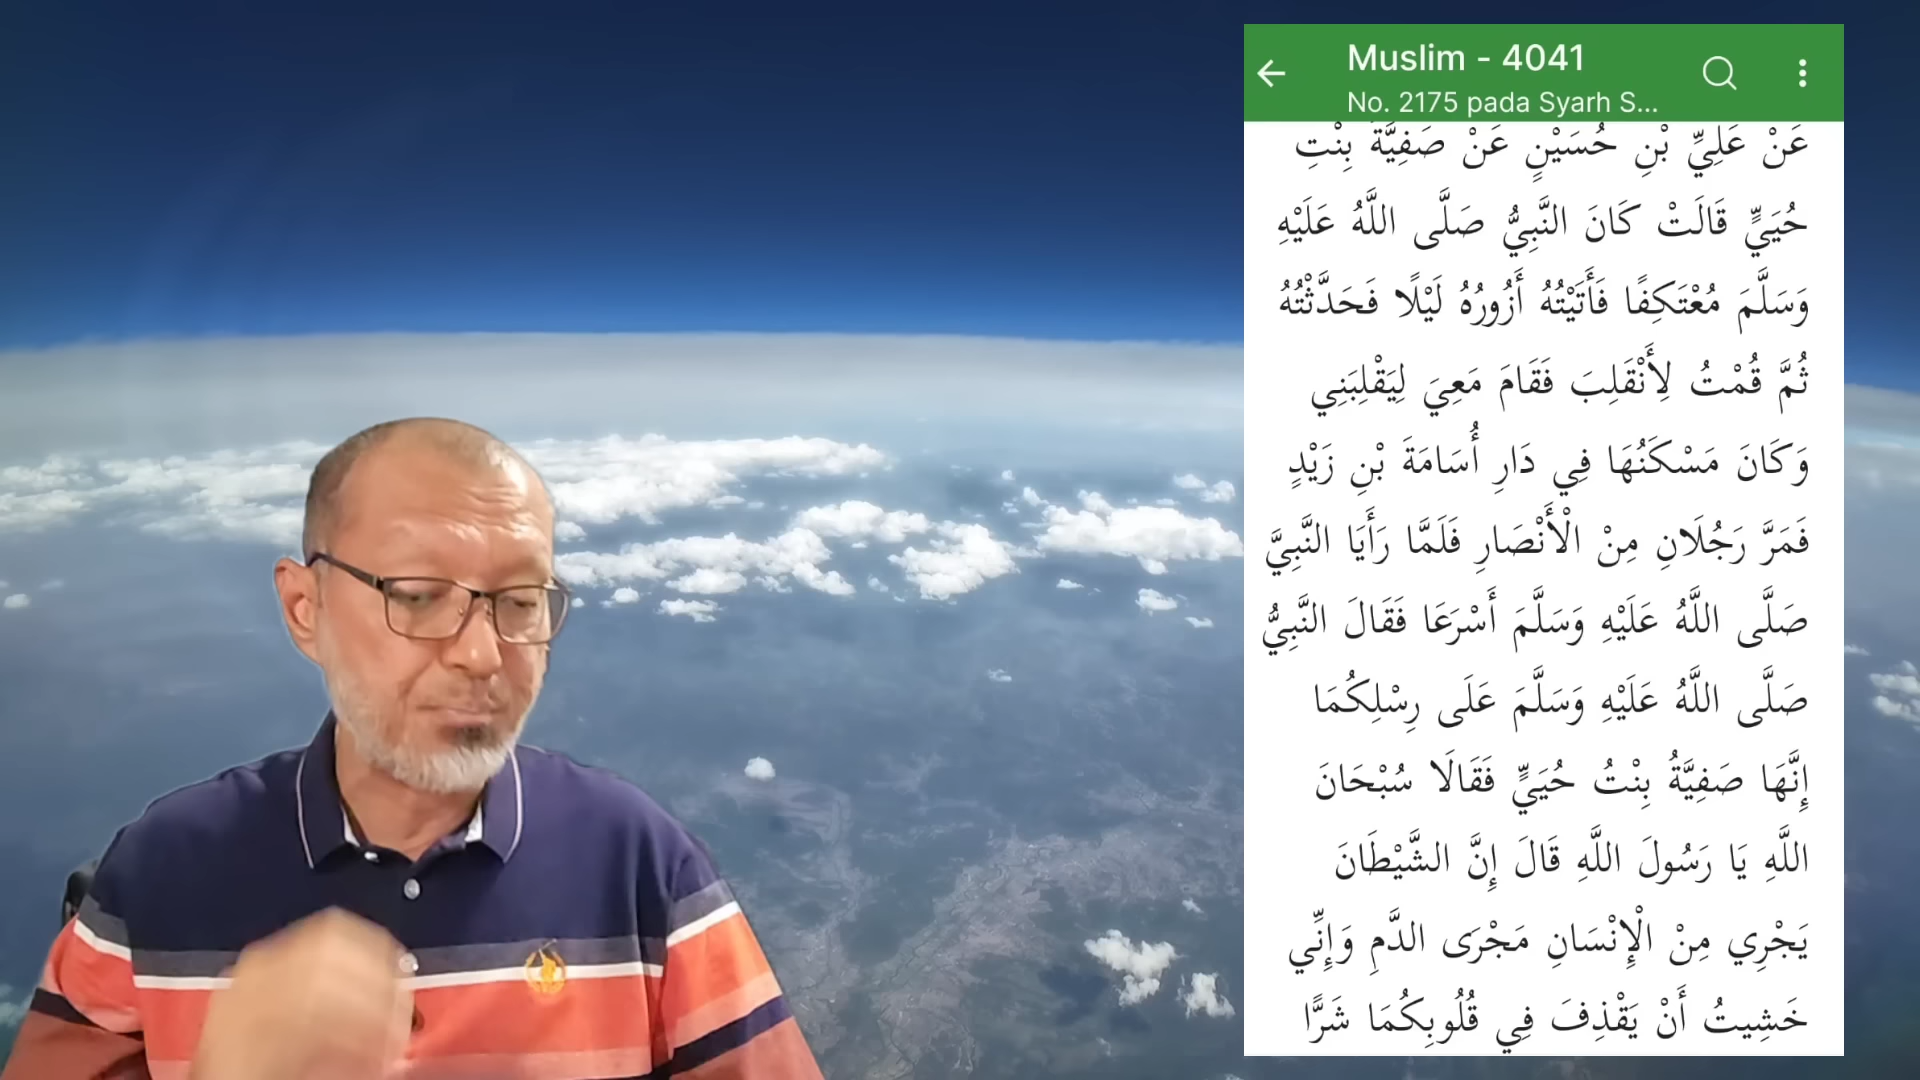 Muslim - 4041
No. 2175 pada Syarh S...
عَنْ عَلِيِّ بْنِ حُسَيْنٍ عَنْ صَفِيَّةَ بِنْتِ
حُيَيٍّ قَالَتْ كَانَ النَّبِيُّ صَلَّى اللَّهُ عَلَيْهِ
وَسَلَّمَ مُعْتَكِفًا فَأَتَيْتُهُ أَزُورُهُ لَيْلًا فَحَدَّثْتُهُ
ثُمَّ قُمْتُ لِأَنْقَلِبَ فَقَامَ مَعِيَ لِيَقْلِبَنِي
وَكَانَ مَسْكَنُهَا فِي دَارِ أُسَامَةَ بْنِ زَيْدٍ
فَمَرَّ رَجُلَانِ مِنْ الْأَنْصَارِ فَلَمَّا رَأَيَا النَّبِيَّ
صَلَّى اللَّهُ عَلَيْهِ وَسَلَّمَ أَسْرَعَا فَقَالَ النَّبِيُّ
صَلَّى اللَّهُ عَلَيْهِ وَسَلَّمَ عَلَى رِسْلِكُمَا
إِنَّهَا صَفِيَّةُ بِنْتُ حُيَيٍّ فَقَالَا سُبْحَانَ
اللَّهِ يَا رَسُولَ اللَّهِ قَالَ إِنَّ الشَّيْطَانَ
يَجْرِي مِنْ الْإِنْسَانِ مَجْرَى الدَّمِ وَإِنِّي
خَشِيتُ أَنْ يَقْذِفَ فِي قُلُوبِكُمَا شَرًّا